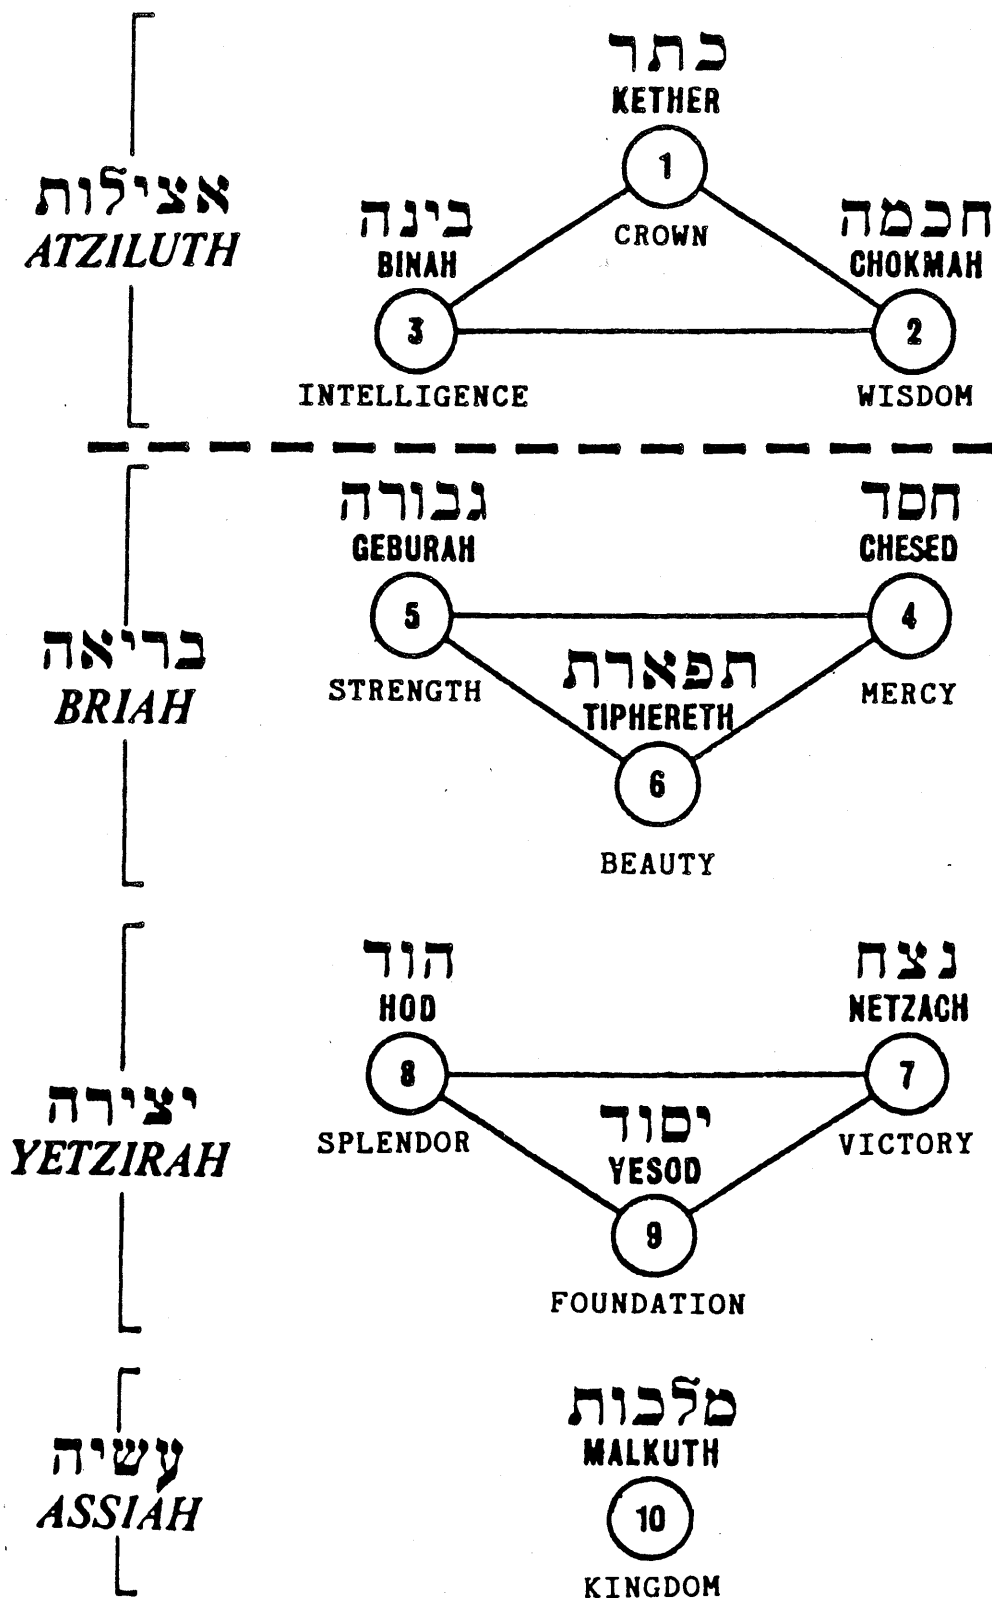 כתר
KETHER
1
CROWN
אצילות
ATZILUTH
בינה
BINAH
3
INTELLIGENCE
חכמה
CHOKMAH
2
WISDOM
בריאה
BRIAH
גבורה
GEBURAH
5
STRENGTH
חסד
CHESED
4
MERCY
תפארת
TIPHERETH
6
BEAUTY
יצירה
YETZIRAH
הוד
HOD
8
SPLENDOR
נצח
NETZACH
7
VICTORY
יסוד
YESOD
9
FOUNDATION
עשיה
ASSIAH
מלכות
MALKUTH
10
KINGDOM